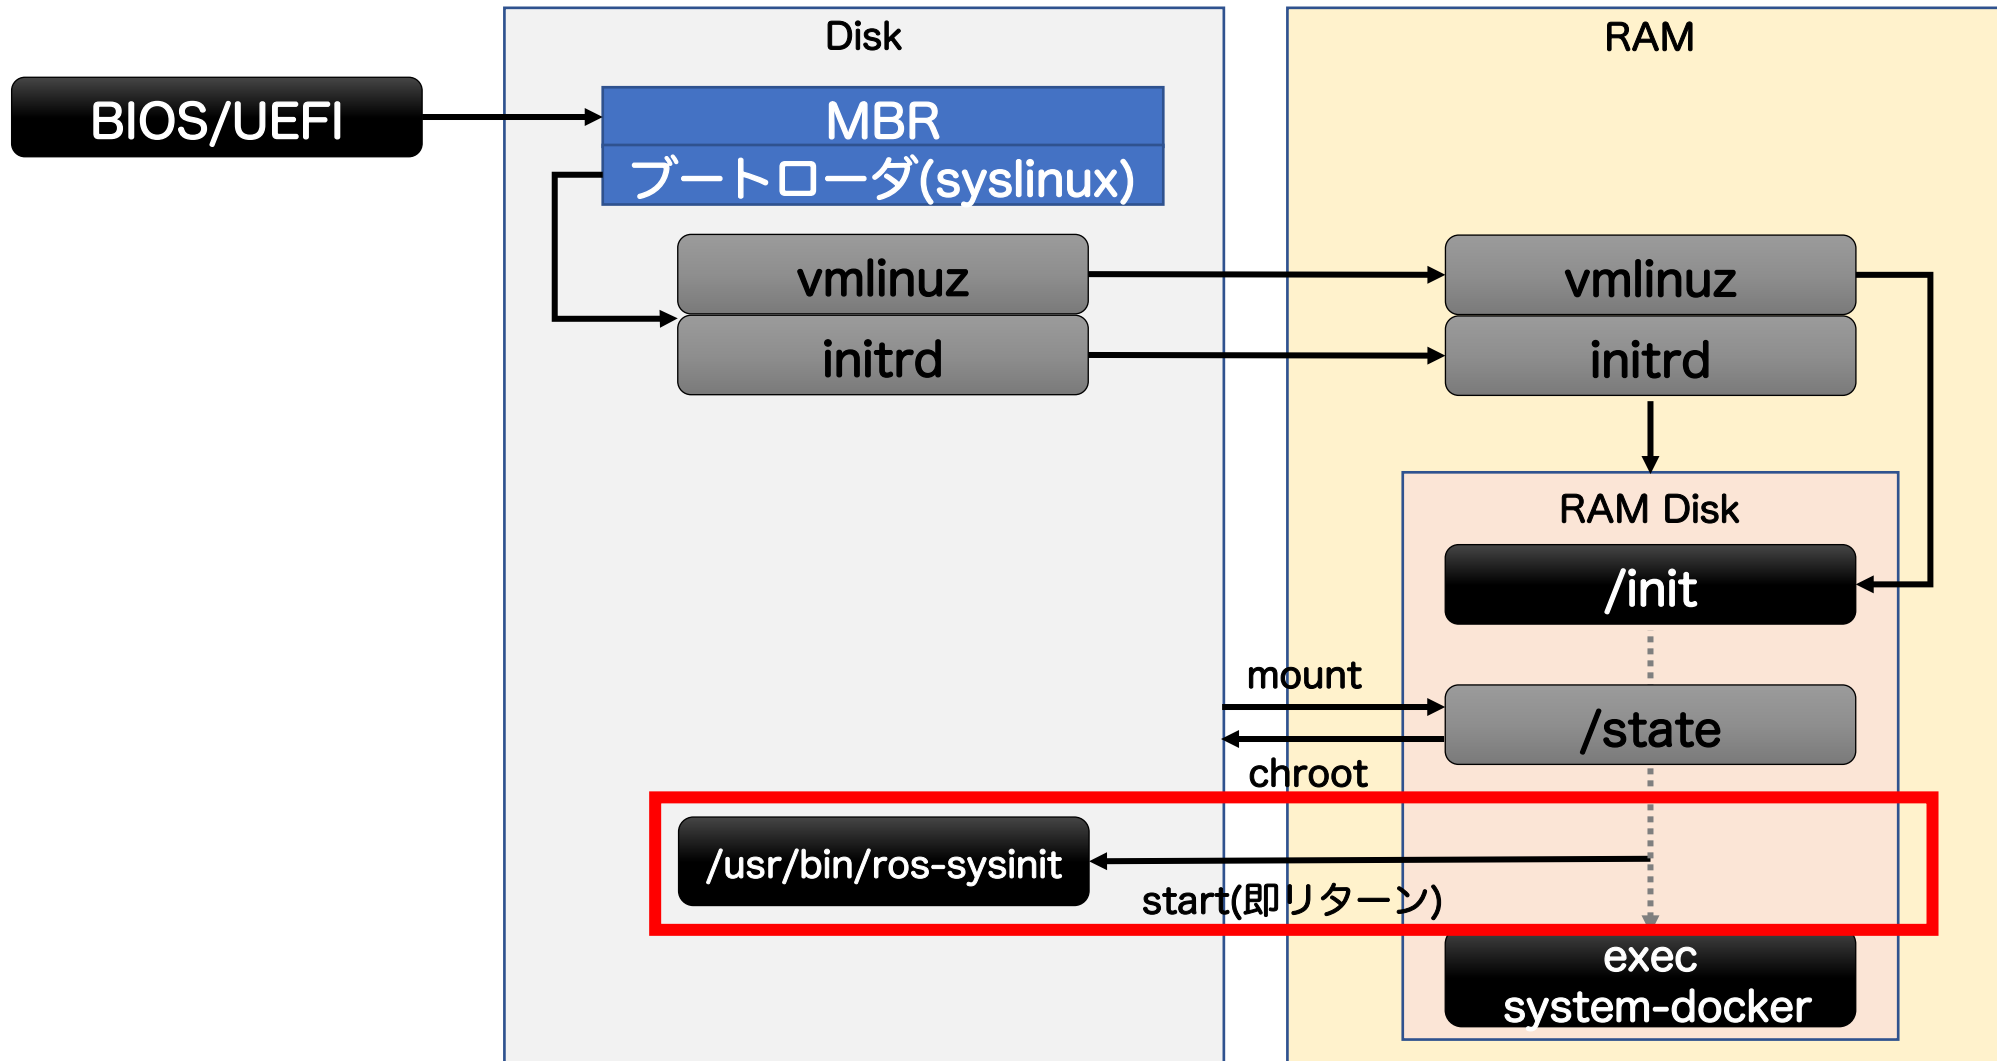 Disk
RAM
BIOS/UEFI
MBR
ブートローダ(syslinux)
vmlinuz
vmlinuz
initrd
initrd
RAM Disk
/init
mount
/state
chroot
/usr/bin/ros-sysinit
start(即リターン)
exec
system-docker